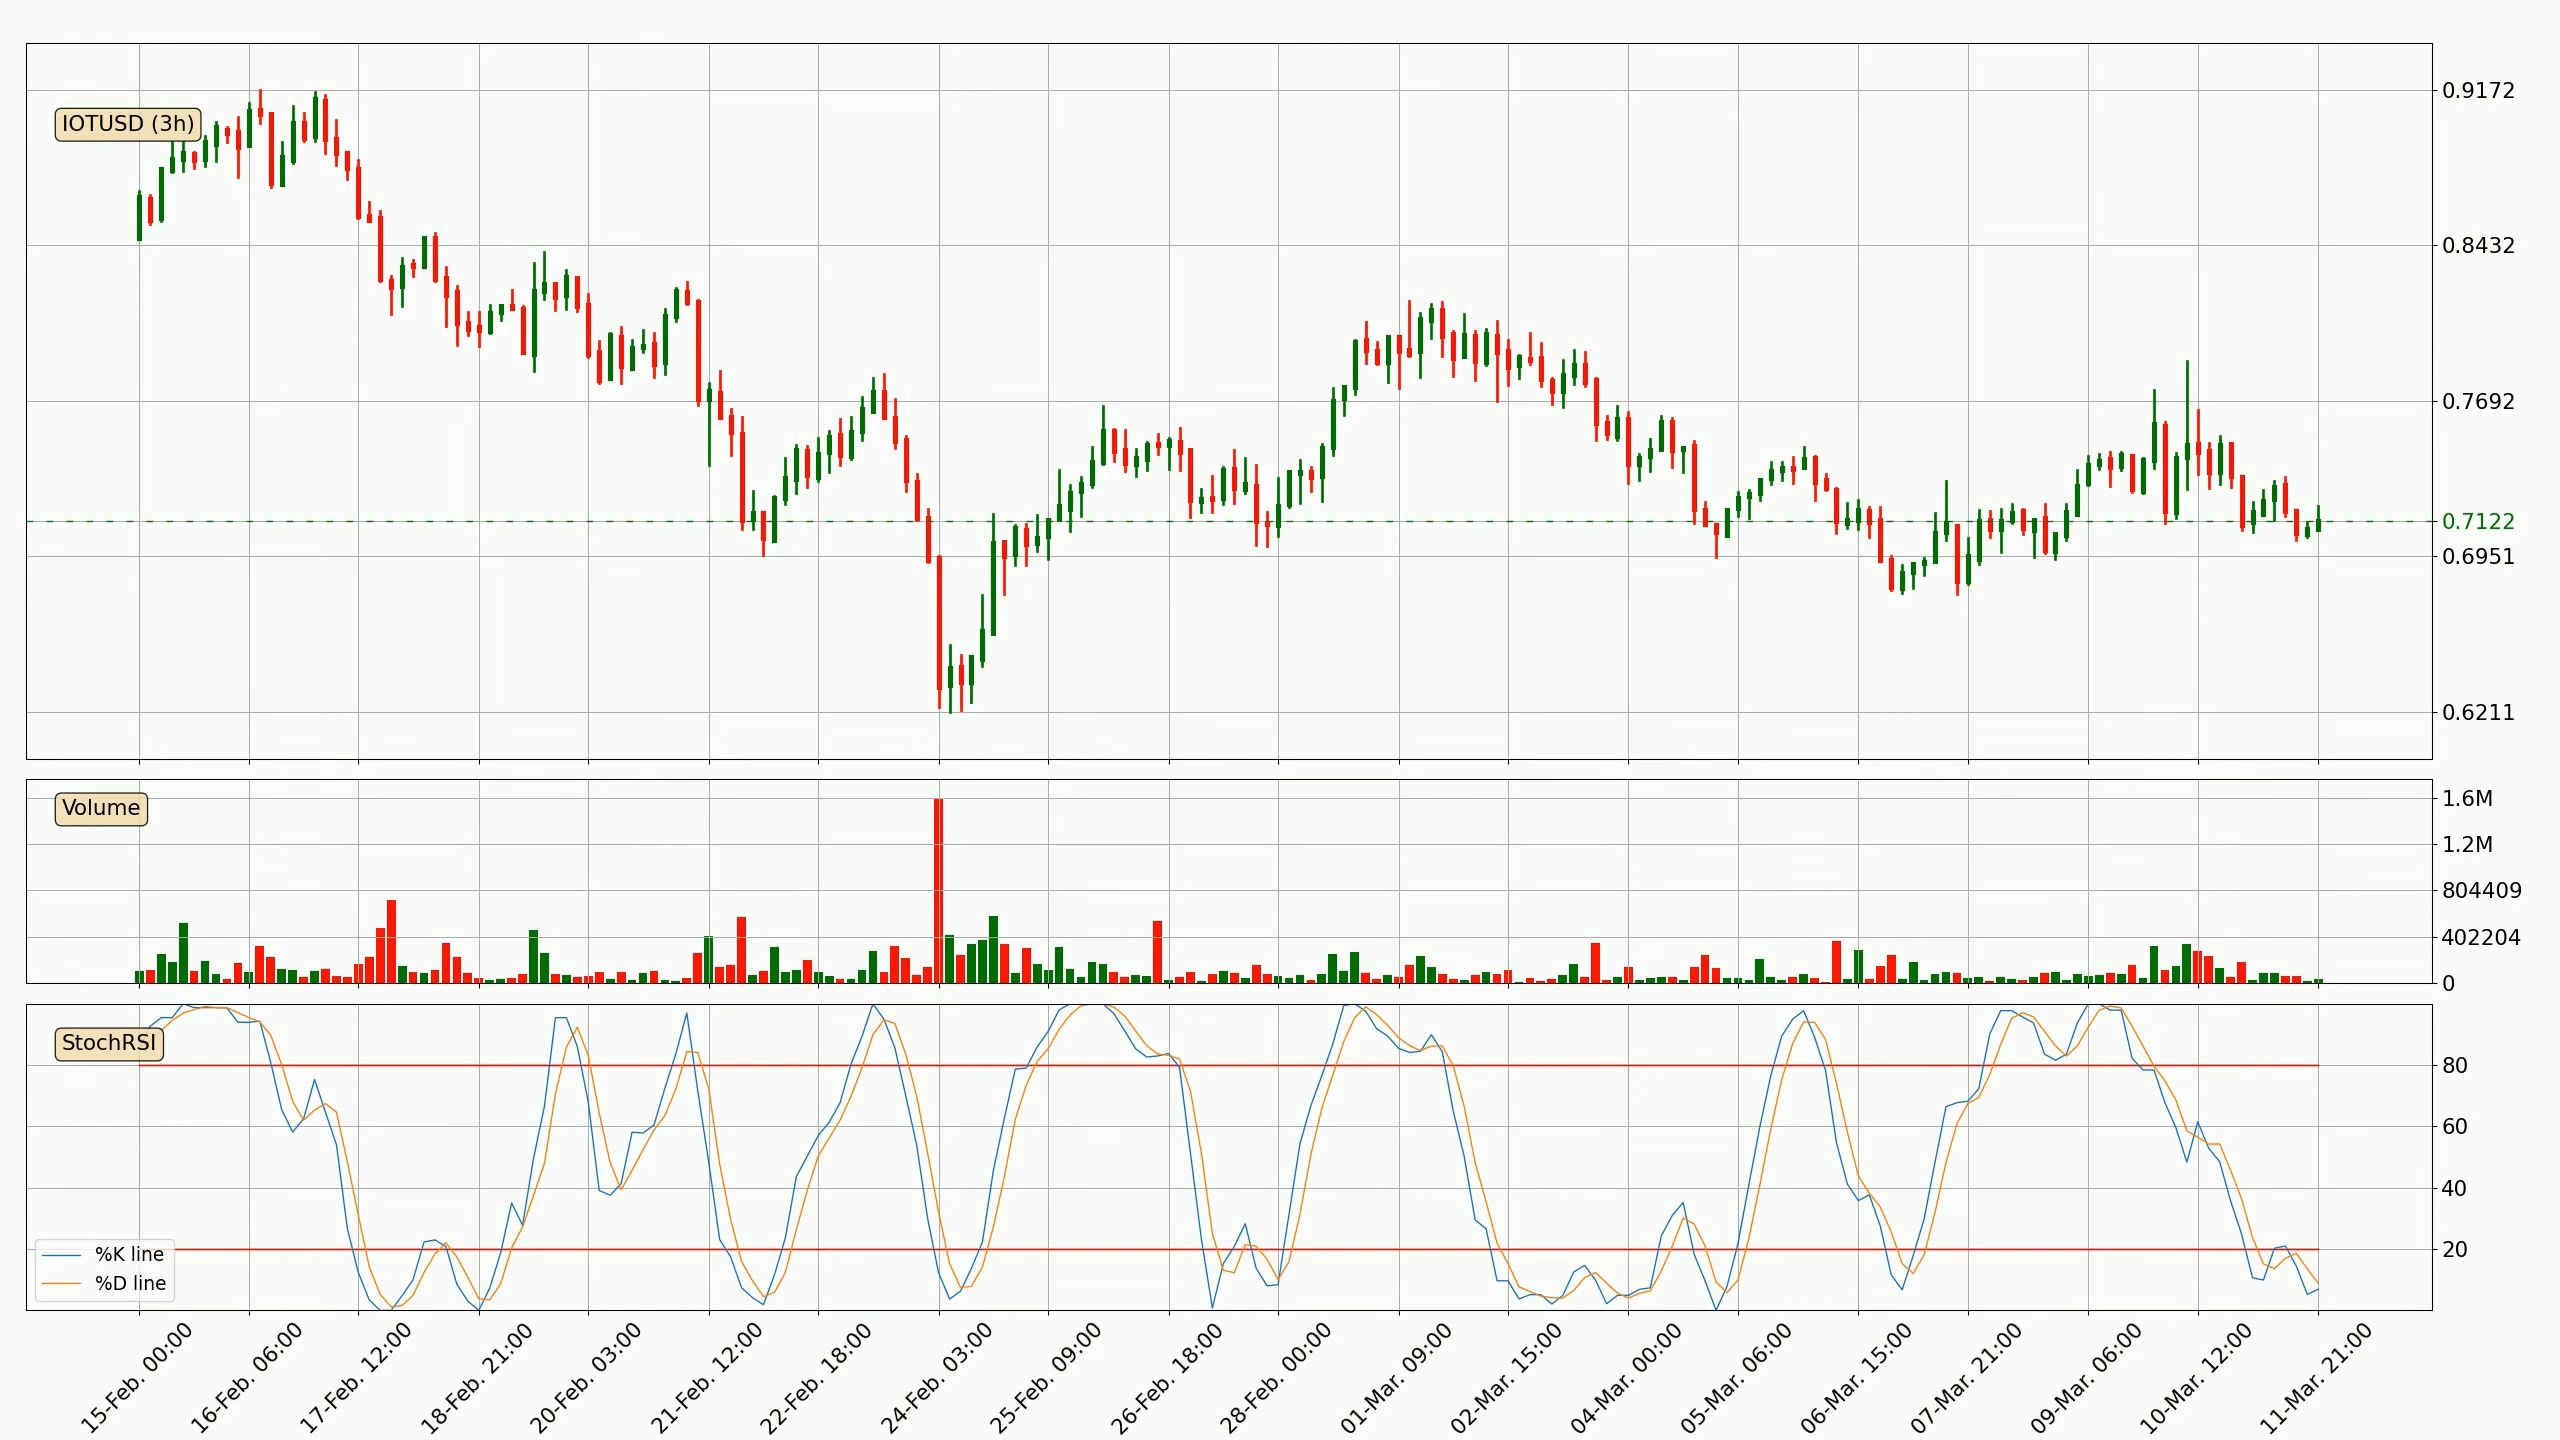 IOTUSD (3h)
0.9172
0.8432
0.7692
0.7122
0.6951
0.6211
Volume
1.6M
1.2M
804409
402204
0
StochRSI
80
60
40
20
%K line
%D line
15-Feb. 00:00
16-Feb. 06:00
17-Feb. 12:00
18-Feb. 21:00
20-Feb. 03:00
21-Feb. 12:00
22-Feb. 18:00
24-Feb. 03:00
25-Feb. 09:00
26-Feb. 18:00
28-Feb. 00:00
01-Mar. 09:00
02-Mar. 15:00
04-Mar. 00:00
05-Mar. 06:00
06-Mar. 15:00
07-Mar. 21:00
09-Mar. 06:00
10-Mar. 12:00
11-Mar. 21:00